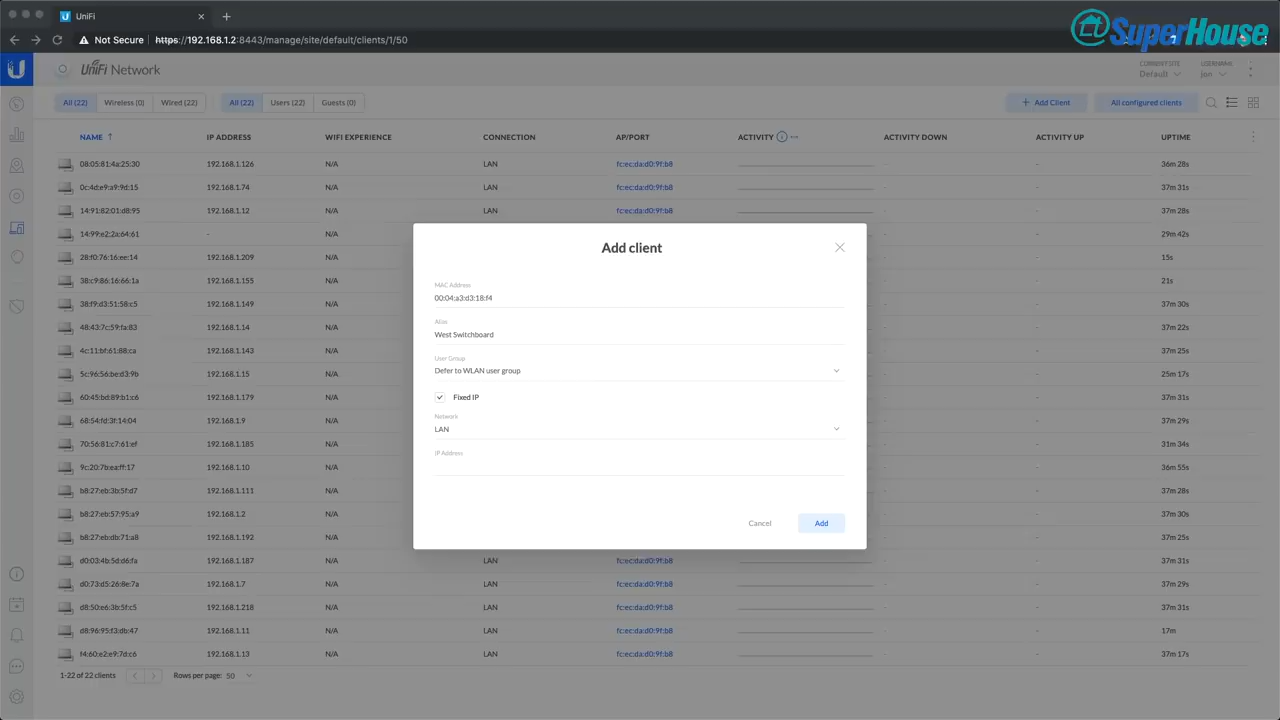 UniFi
SuperHouse
Not Secure https://192.168.1.2:8443/manage/site/default/clients/1/50
UniFi Network
CURRENT SITE
Default
USERNAME
jon
All (22) Wireless (0) Wired (22) All (22) Users (22) Guests (0) + Add Client All configured clients
NAME IP ADDRESS WIFI EXPERIENCE CONNECTION AP/PORT ACTIVITY ACTIVITY DOWN ACTIVITY UP UPTIME
08:05:81:4a:25:30 192.168.1.126 N/A LAN fc:ec:da:d0:9f:b8 - - 36m 28s
0c:4d:e9:a9:9d:15 192.168.1.74 N/A LAN fc:ec:da:d0:9f:b8 - - 37m 31s
14:91:82:01:d8:95 192.168.1.12 N/A LAN fc:ec:da:d0:9f:b8 - - 37m 28s
14:99:e2:2a:64:61 - N/A - - 29m 42s
28:f0:76:16:ee:14 192.168.1.209 N/A - - 15s
38:c9:86:16:66:1a 192.168.1.155 N/A - - 21s
38:f9:d3:51:58:c5 192.168.1.149 N/A - - 37m 30s
48:43:7c:59:fa:83 192.168.1.14 N/A - - 37m 22s
4c:11:bf:61:88:ca 192.168.1.143 N/A - - 37m 25s
5c:96:56:be:d3:9b 192.168.1.15 N/A - - 25m 17s
60:45:bd:89:b1:c6 192.168.1.179 N/A - - 37m 31s
68:54:fd:3f:14:04 192.168.1.9 N/A - - 37m 29s
70:56:81:c7:61:ef 192.168.1.185 N/A - - 31m 34s
9c:20:7b:ea:ff:17 192.168.1.10 N/A - - 36m 55s
b8:27:eb:3b:5f:d7 192.168.1.111 N/A - - 37m 28s
b8:27:eb:57:95:a9 192.168.1.2 N/A - - 37m 30s
b8:27:eb:db:71:a8 192.168.1.192 N/A - - 37m 25s
d0:03:4b:5d:d6:fa 192.168.1.187 N/A LAN fc:ec:da:d0:9f:b8 - - 37m 31s
d0:73:d5:26:8e:7a 192.168.1.7 N/A LAN fc:ec:da:d0:9f:b8 - - 37m 29s
d8:50:e6:3b:5f:c5 192.168.1.218 N/A LAN fc:ec:da:d0:9f:b8 - - 37m 31s
d8:96:95:f3:db:47 192.168.1.11 N/A LAN fc:ec:da:d0:9f:b8 - - 17m
f4:60:e2:e9:7d:c6 192.168.1.13 N/A LAN fc:ec:da:d0:9f:b8 - - 37m 17s
1-22 of 22 clients Rows per page: 50
Add client
MAC Address
00:04:a3:d3:18:f4
Alias
West Switchboard
User Group
Defer to WLAN user group
Fixed IP
Network
LAN
IP Address
Cancel Add